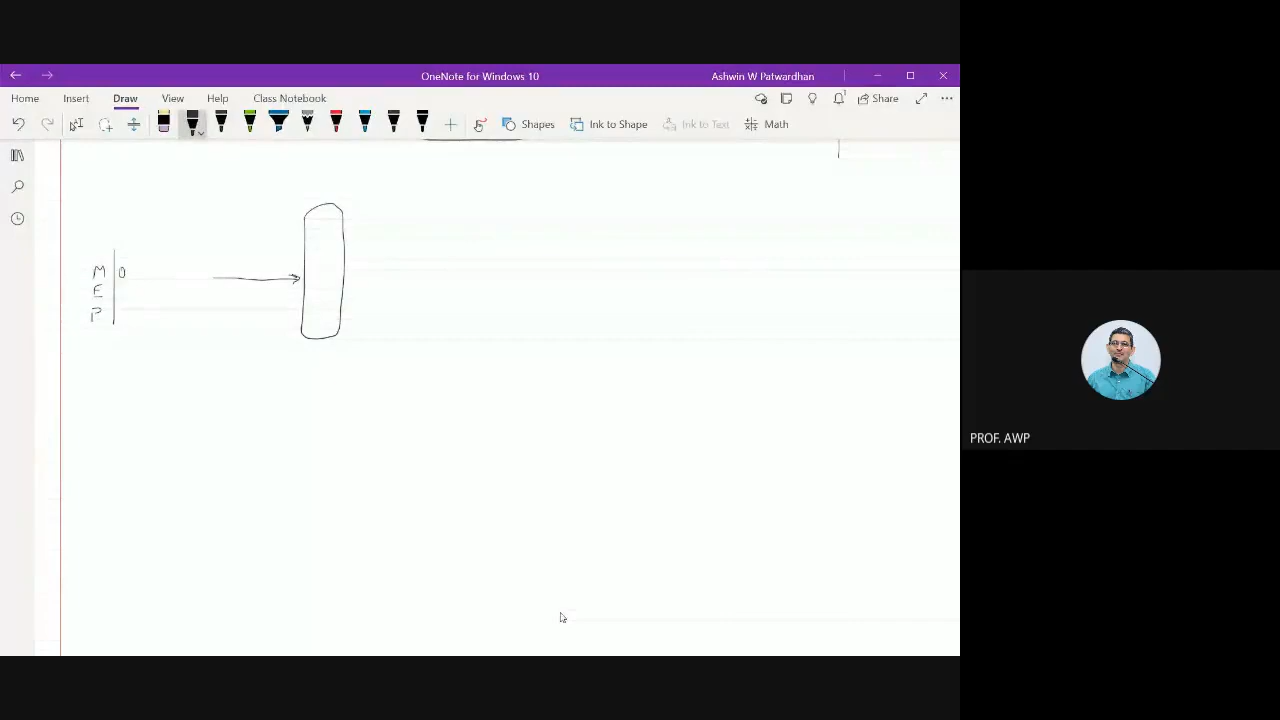 OneNote for Windows 10
Ashwin W Patwardhan
Home Insert Draw View Help Class Notebook Share
Shapes Ink to Shape Ink to Text Math
M 0
E
P
PROF. AWP